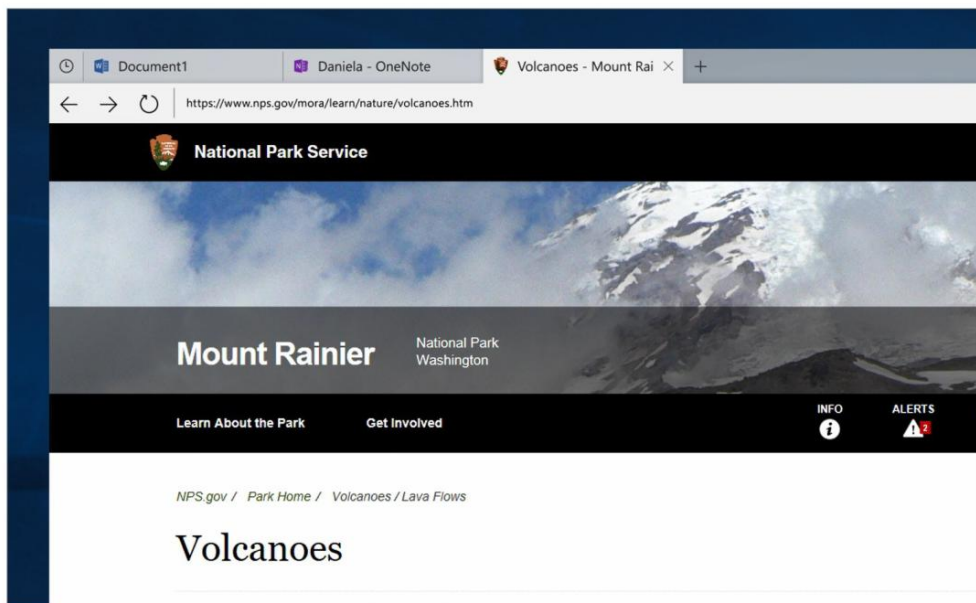 Document1 Daniela - OneNote Volcanoes - Mount Rai
https://www.nps.gov/mora/learn/nature/volcanoes.htm
National Park Service
Mount Rainier
National Park
Washington
Learn About the Park Get Involved INFO ALERTS
2
NPS.gov / Park Home / Volcanoes / Lava Flows
Volcanoes